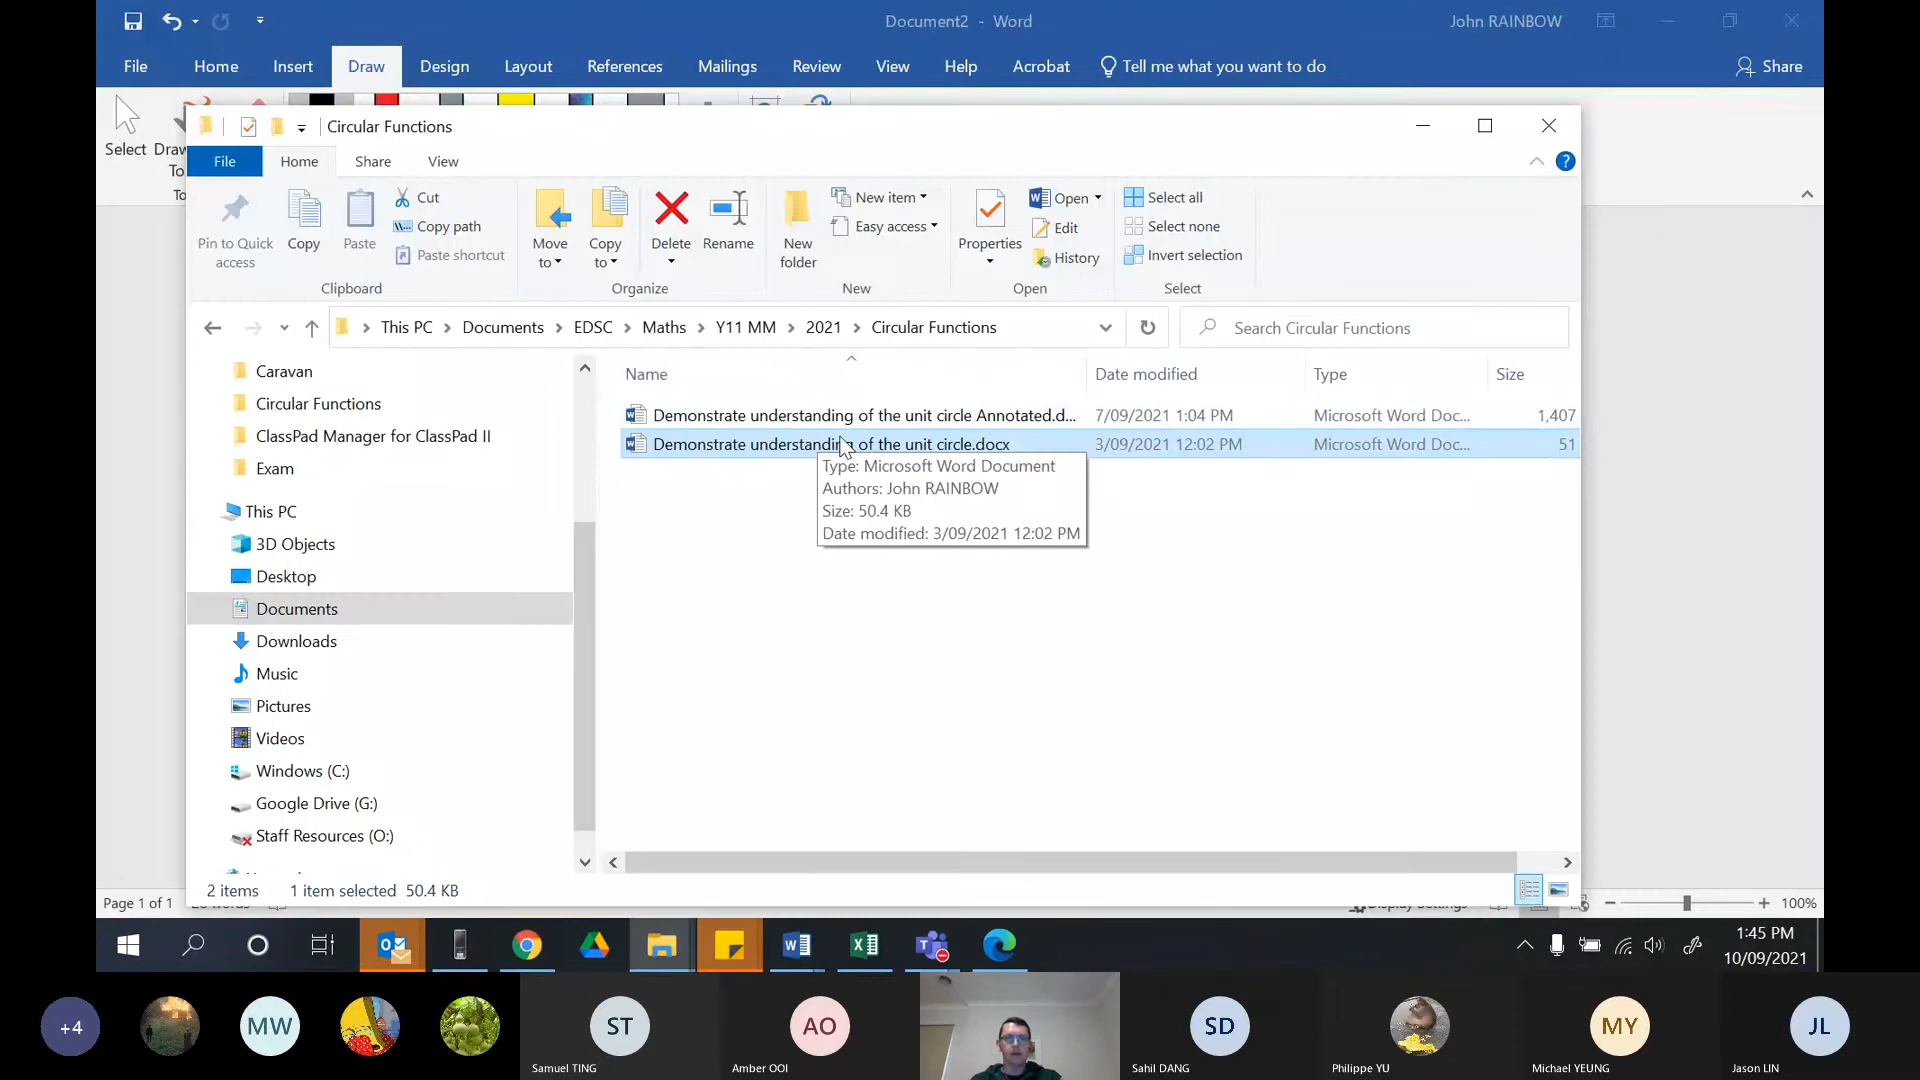 Document2 - Word
John RAINBOW
File Home Insert Draw Design Layout References Mailings Review View Help Acrobat Tell me what you want to do
Share
Select Draw
To
To
Circular Functions
File Home Share View
Pin to Quick access
Copy
Paste
Cut
Copy path
Paste shortcut
Clipboard
Move to
Copy to
Delete
Rename
Organize
New folder
New item
Easy access
New
Properties
Open
Edit
History
Open
Select all
Select none
Invert selection
Select
This PC > Documents > EDSC > Maths > Y11 MM > 2021 > Circular Functions
Search Circular Functions
Caravan
Circular Functions
ClassPad Manager for ClassPad II
Exam
This PC
3D Objects
Desktop
Documents
Downloads
Music
Pictures
Videos
Windows (C:)
Google Drive (G:)
Staff Resources (O:)
Name Date modified Type Size
Demonstrate understanding of the unit circle Annotated.d... 7/09/2021 1:04 PM Microsoft Word Doc... 1,407
Demonstrate understanding of the unit circle.docx 3/09/2021 12:02 PM Microsoft Word Doc... 51
Type: Microsoft Word Document
Authors: John RAINBOW
Size: 50.4 KB
Date modified: 3/09/2021 12:02 PM
2 items 1 item selected 50.4 KB
Page 1 of 1
Display Settings
100%
1:45 PM
10/09/2021
+4
MW
ST
Samuel TING
AO
Amber OOI
SD
Sahil DANG
Philippe YU
MY
Michael YEUNG
JL
Jason LIN